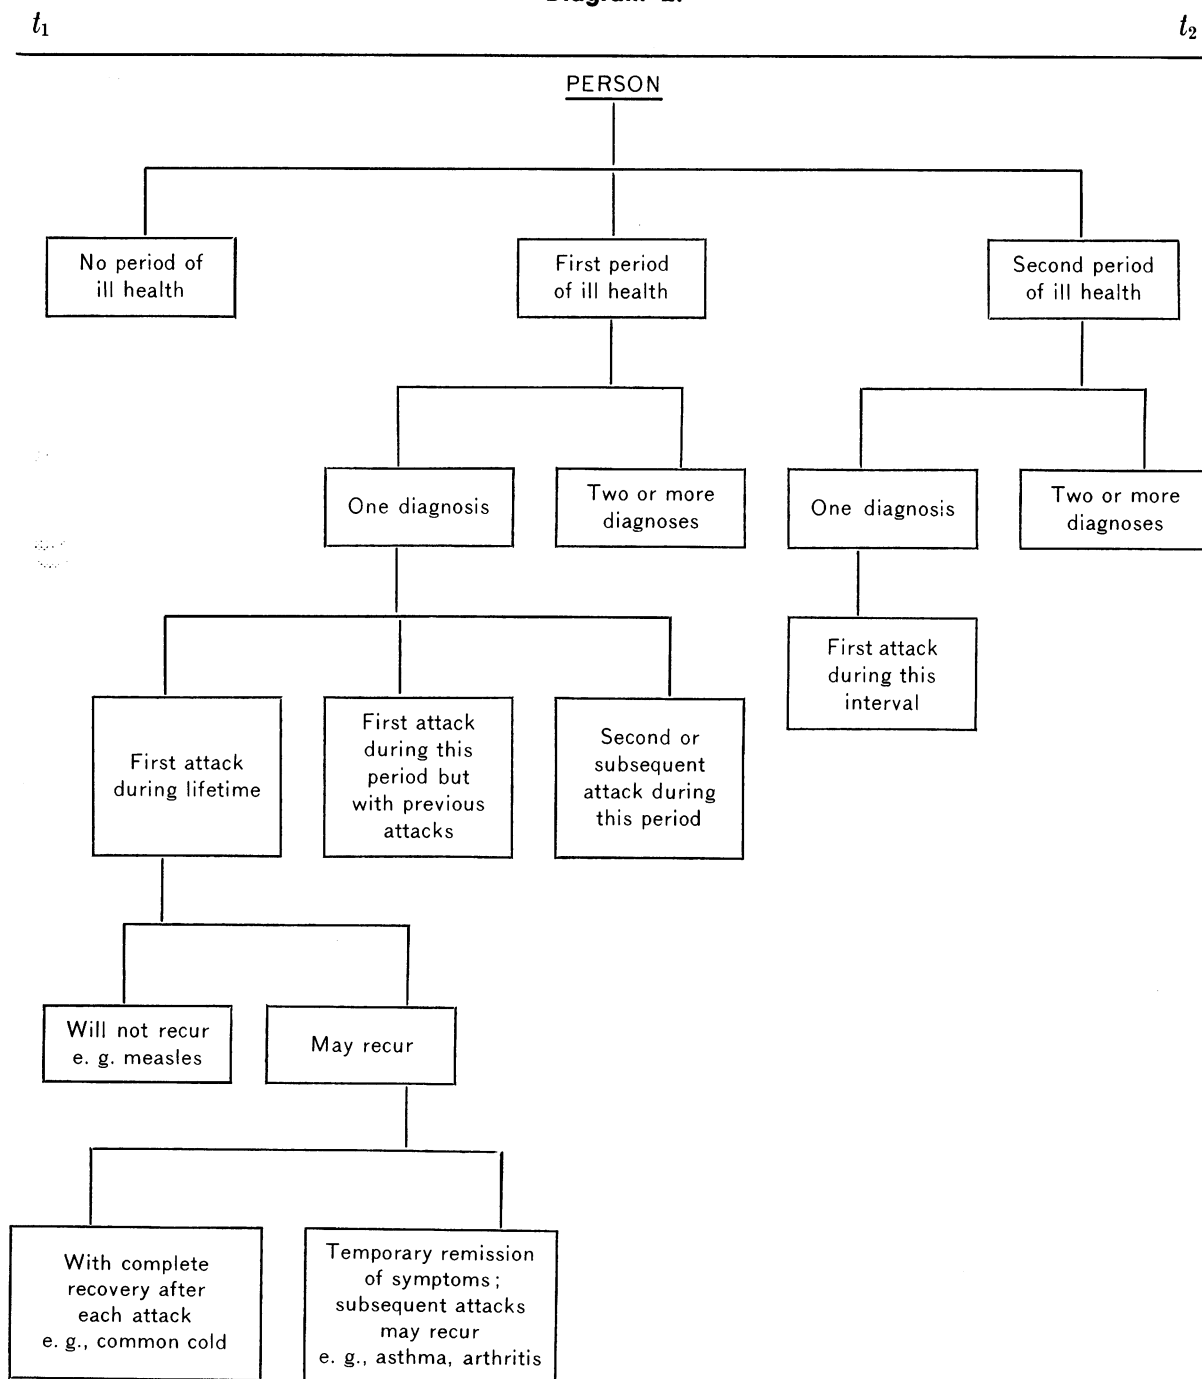 t₁
t₂
PERSON
No period of
ill health
First period
of ill health
Second period
of ill health
One diagnosis
Two or more
diagnoses
One diagnosis
Two or more
diagnoses
First attack
during this
interval
First attack
during lifetime
First attack
during this
period but
with previous
attacks
Second or
subsequent
attack during
this period
Will not recur
e. g. measles
May recur
With complete
recovery after
each attack
e. g., common cold
Temporary remission
of symptoms;
subsequent attacks
may recur
e. g., asthma, arthritis